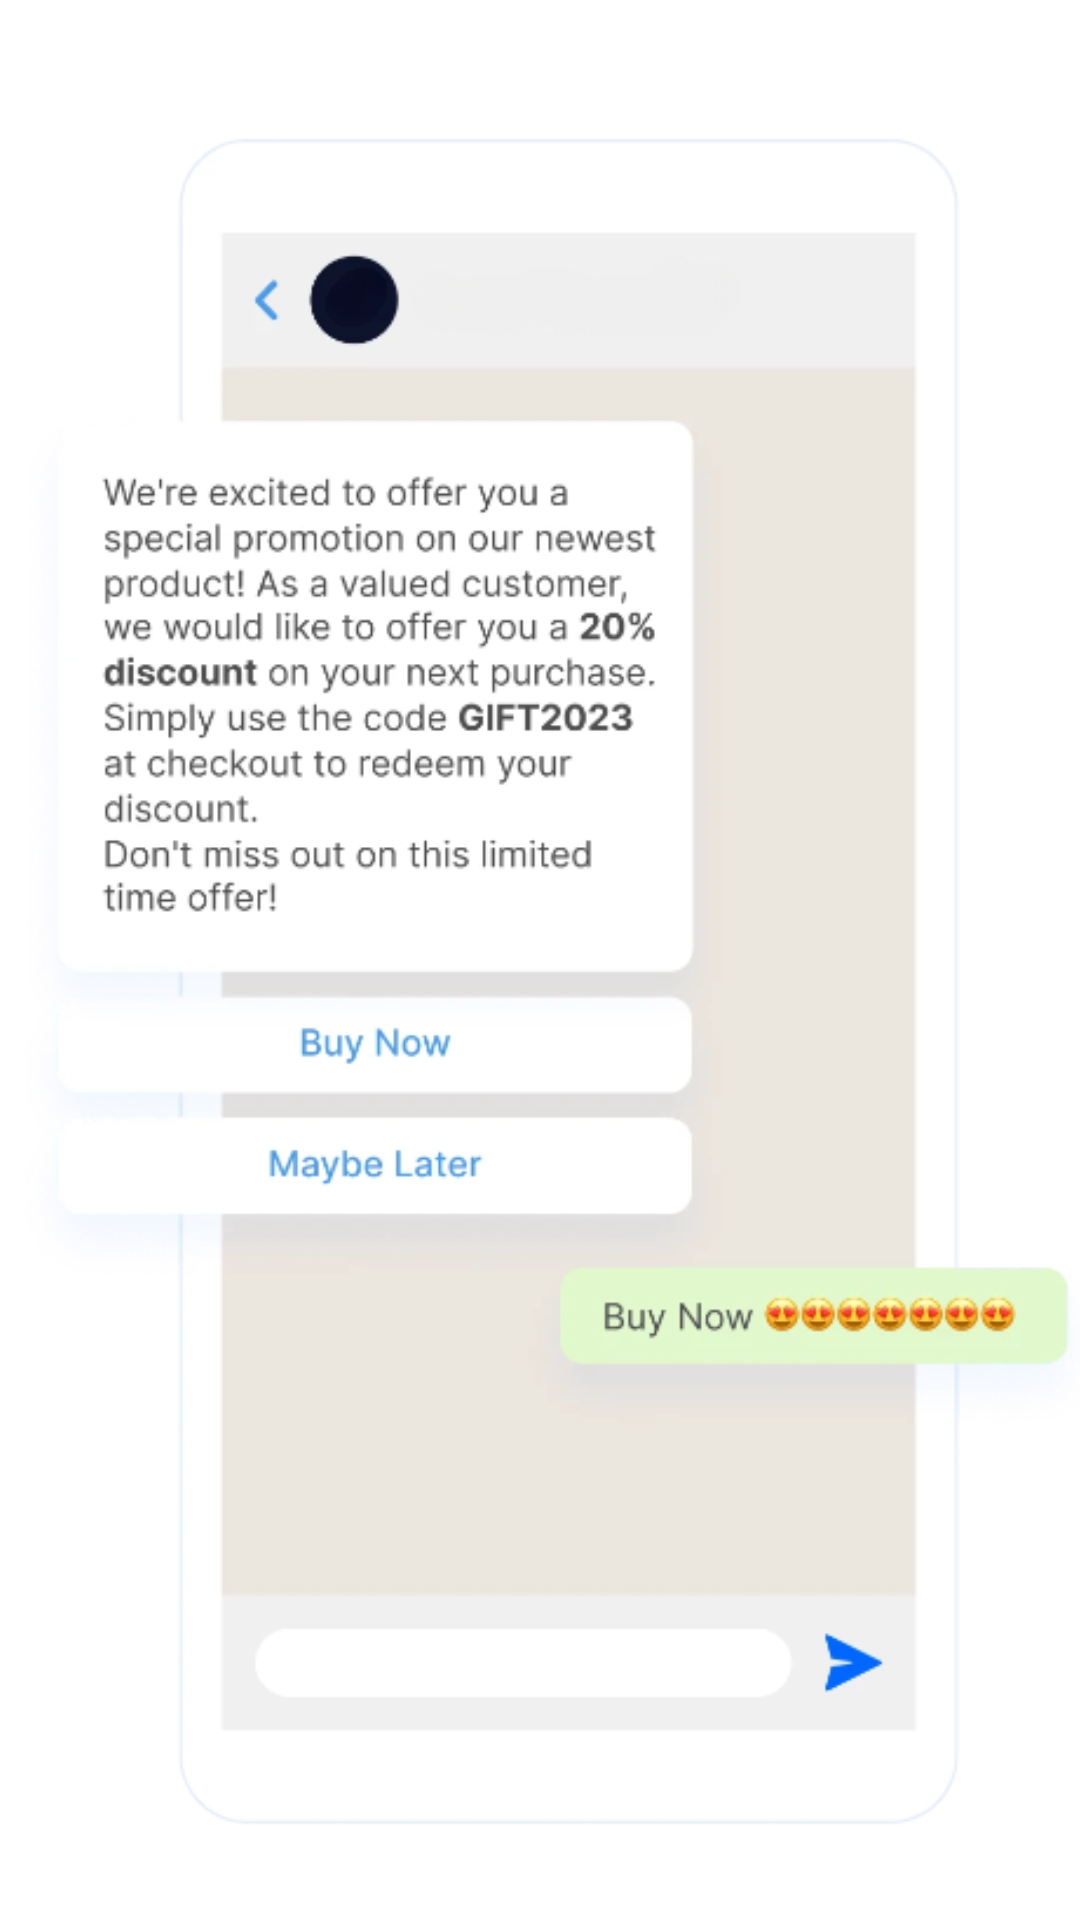 We're excited to offer you a
special promotion on our newest
product! As a valued customer,
we would like to offer you a 20%
discount on your next purchase.
Simply use the code GIFT2023
at checkout to redeem your
discount.
Don't miss out on this limited
time offer!
Buy Now
Maybe Later
Buy Now 😍😍😍😍😍😍😍